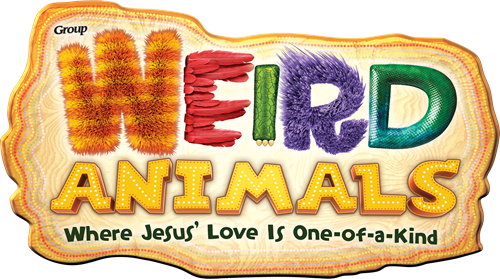 Group
WEIRD
ANIMALS
Where Jesus' Love Is One-of-a-Kind